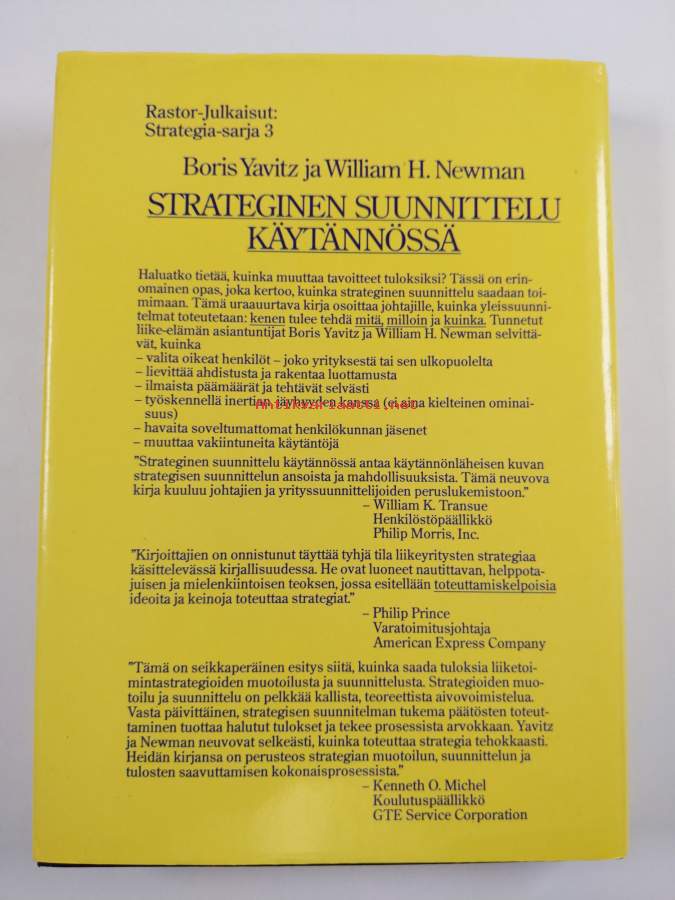 Rastor-Julkaisut:
Strategia-sarja 3
Boris Yavitz ja William H. Newman
STRATEGINEN SUUNNITTELU
KÄYTÄNNÖSSÄ
Haluatko tietää, kuinka muuttaa tavoitteet tuloksiksi? Tässä on erin-
omainen opas, joka kertoo, kuinka strateginen suunnittelu saadaan toi-
mimaan. Tämä uraauurtava kirja osoittaa johtajille, kuinka yleissuunni-
telmat toteutetaan: kenen tulee tehdä mitä, milloin ja kuinka. Tunnetut
liike-elämän asiantuntijat Boris Yavitz ja William H. Newman selvittä-
vät, kuinka
– valita oikeat henkilöt – joko yrityksestä tai sen ulkopuolelta
– lievittää ahdistusta ja rakentaa luottamusta
– ilmaista päämäärät ja tehtävät selvästi
– työskennellä inertian, jäyhyyden kanssa (ei aina kielteinen ominai-
suus)
– havaita soveltumattomat henkilökunnan jäsenet
– muuttaa vakiintuneita käytäntöjä
"Strateginen suunnittelu käytännössä antaa käytännönläheisen kuvan
strategisen suunnittelun ansoista ja mahdollisuuksista. Tämä neuvova
kirja kuuluu johtajien ja yrityssuunnittelijoiden peruslukemistoon."
– William K. Transue
Henkilöstöpäällikkö
Philip Morris, Inc.
"Kirjoittajien on onnistunut täyttää tyhjä tila liikeyritysten strategiaa
käsittelevässä kirjallisuudessa. He ovat luoneet nautittavan, helppota-
juisen ja mielenkiintoisen teoksen, jossa esitellään toteuttamiskelpoisia
ideoita ja keinoja toteuttaa strategiat."
– Philip Prince
Varatoimitusjohtaja
American Express Company
"Tämä on seikkaperäinen esitys siitä, kuinka saada tuloksia liiketoi-
mintastrategioiden muotoilusta ja suunnittelusta. Strategioiden muo-
toilu ja suunnittelu on pelkkää kallista, teoreettista aivovoimistelua.
Vasta päivittäinen, strategisen suunnitelman tukema päätösten toteut-
taminen tuottaa halutut tulokset ja tekee prosessista arvokkaan. Yavitz
ja Newman neuvovat selkeästi, kuinka toteuttaa strategia tehokkaasti.
Heidän kirjansa on perusteos strategian muotoilun, suunnittelun ja
tulosten saavuttamisen kokonaisprosessista."
– Kenneth O. Michel
Koulutuspäällikkö
GTE Service Corporation